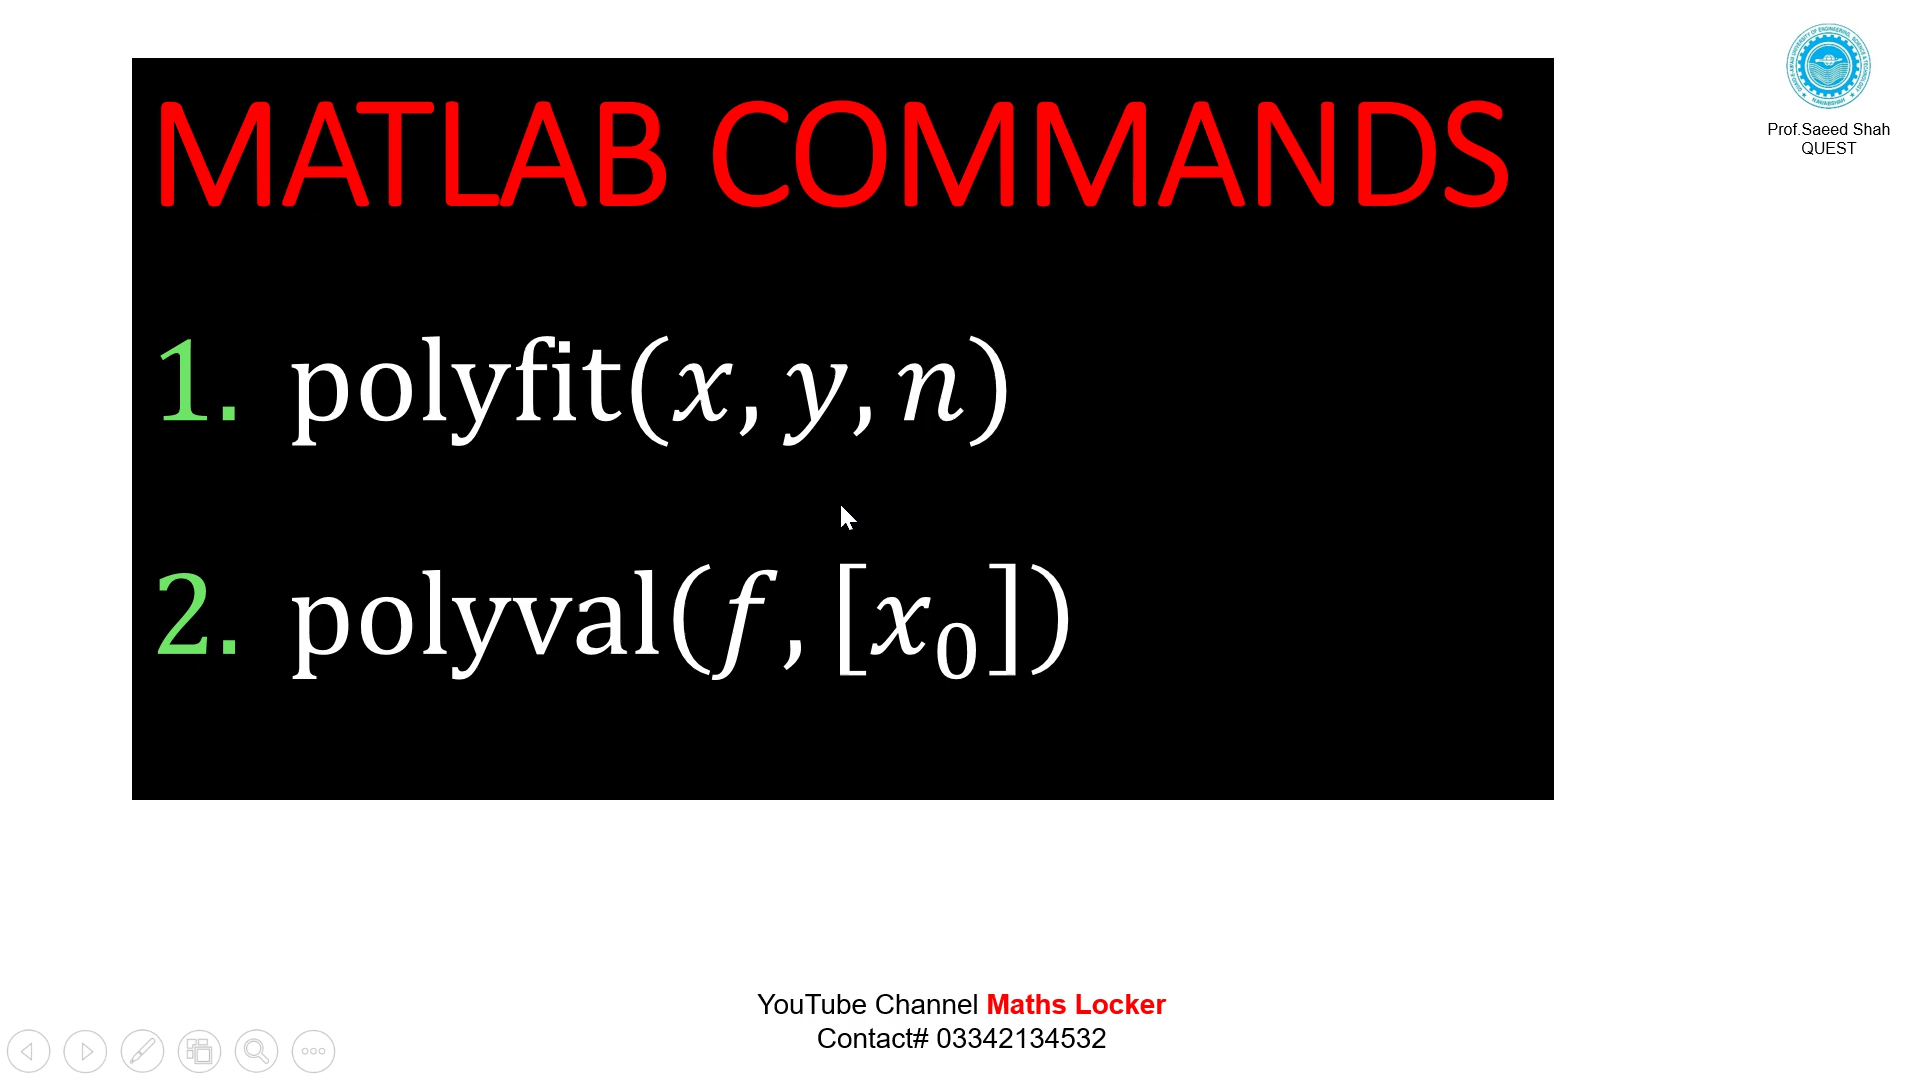 MATLAB COMMANDS
1. polyfit(x, y, n)
2. polyval(f, [x₀])
Prof.Saeed Shah
QUEST
YouTube Channel Maths Locker
Contact# 03342134532